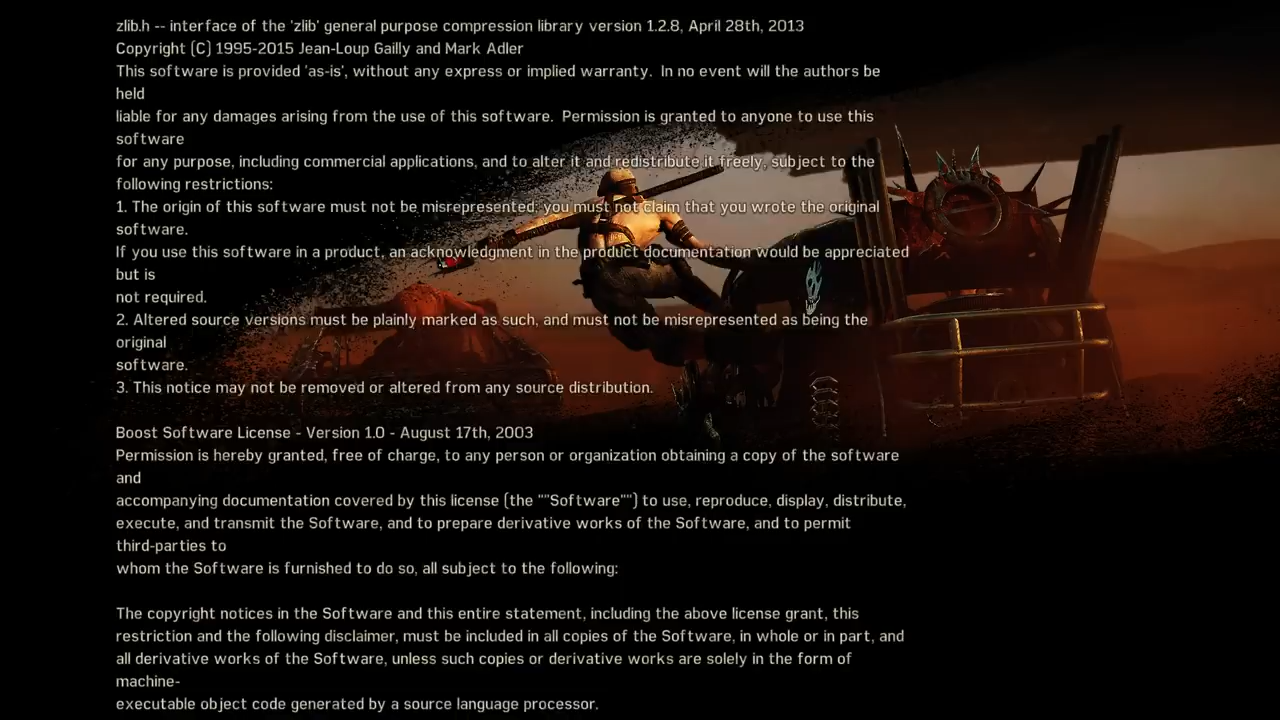 zlib.h -- interface of the 'zlib' general purpose compression library version 1.2.8, April 28th, 2013
Copyright (C) 1995-2015 Jean-Loup Gailly and Mark Adler
This software is provided 'as-is', without any express or implied warranty.  In no event will the authors be
held
liable for any damages arising from the use of this software.  Permission is granted to anyone to use this
software
for any purpose, including commercial applications, and to alter it and redistribute it freely, subject to the
following restrictions:
1. The origin of this software must not be misrepresented; you must not claim that you wrote the original
software.
If you use this software in a product, an acknowledgment in the product documentation would be appreciated
but is
not required.
2. Altered source versions must be plainly marked as such, and must not be misrepresented as being the
original
software.
3. This notice may not be removed or altered from any source distribution.

Boost Software License - Version 1.0 - August 17th, 2003
Permission is hereby granted, free of charge, to any person or organization obtaining a copy of the software
and
accompanying documentation covered by this license (the ""Software"") to use, reproduce, display, distribute,
execute, and transmit the Software, and to prepare derivative works of the Software, and to permit
third-parties to
whom the Software is furnished to do so, all subject to the following:

The copyright notices in the Software and this entire statement, including the above license grant, this
restriction and the following disclaimer, must be included in all copies of the Software, in whole or in part, and
all derivative works of the Software, unless such copies or derivative works are solely in the form of
machine-
executable object code generated by a source language processor.